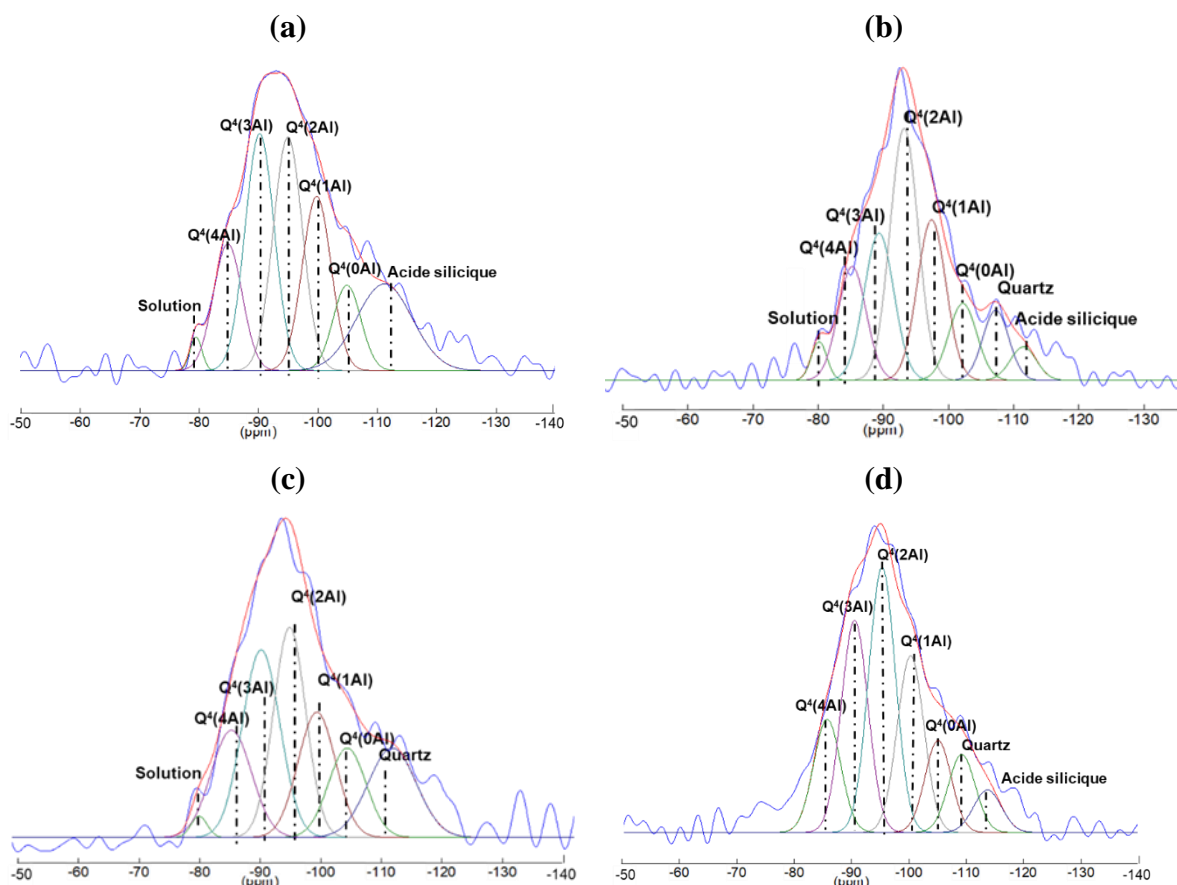 (a)
Q⁴(3Al)
Q⁴(2Al)
Q⁴(1Al)
Q⁴(4Al)
Q⁴(0Al)
Acide silicique
Solution
-50 -60 -70 -80 -90 -100 -110 -120 -130 -140
(ppm)
(b)
Q⁴(2Al)
Q⁴(3Al)
Q⁴(1Al)
Q⁴(4Al)
Q⁴(0Al)
Quartz
Solution
Acide silicique
-50 -60 -70 -80 -90 -100 -110 -120 -130
(ppm)
(c)
Q⁴(2Al)
Q⁴(3Al)
Q⁴(1Al)
Q⁴(4Al)
Q⁴(0Al)
Quartz
Solution
-50 -60 -70 -80 -90 -100 -110 -120 -130 -140
(ppm)
(d)
Q⁴(2Al)
Q⁴(3Al)
Q⁴(1Al)
Q⁴(4Al)
Q⁴(0Al)
Quartz
Acide silicique
-50 -60 -70 -80 -90 -100 -110 -120 -130 -140
(ppm)